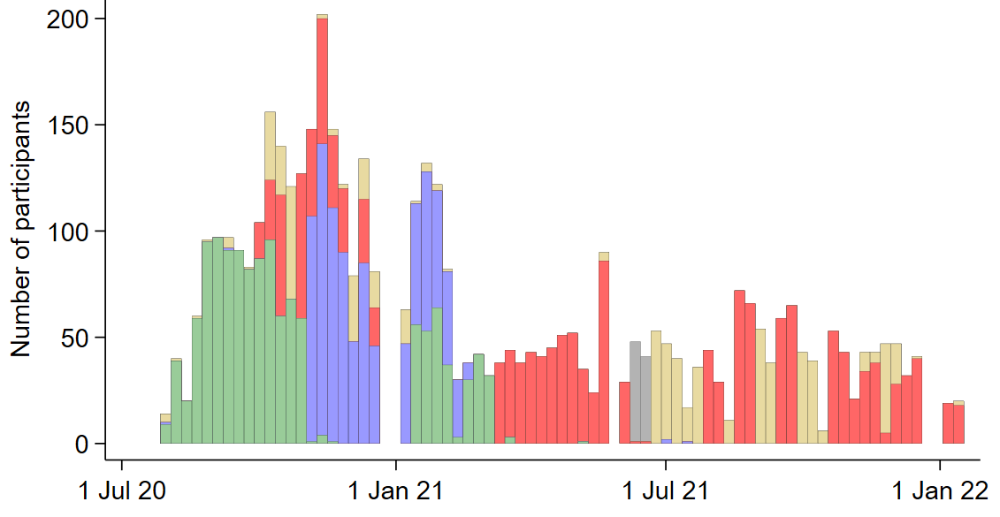 Number of participants
200
150
100
50
0
1 Jul 20
1 Jan 21
1 Jul 21
1 Jan 22